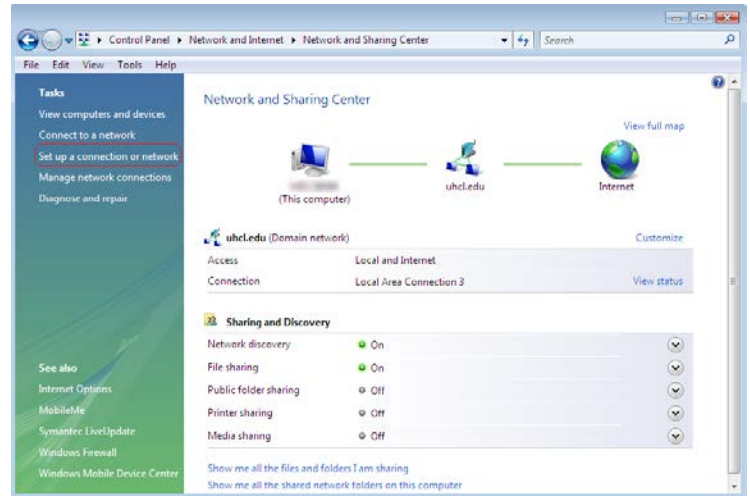 Control Panel ▸ Network and Internet ▸ Network and Sharing Center
Search
File Edit View Tools Help
Tasks
View computers and devices
Connect to a network
Set up a connection or network
Manage network connections
Diagnose and repair
See also
Internet Options
MobileMe
Symantec LiveUpdate
Windows Firewall
Windows Mobile Device Center
Network and Sharing Center
View full map
(This computer)
uhcl.edu
Internet
uhcl.edu (Domain network)
Customize
Access Local and Internet
Connection Local Area Connection 3 View status
Sharing and Discovery
Network discovery On
File sharing On
Public folder sharing Off
Printer sharing Off
Media sharing Off
Show me all the files and folders I am sharing
Show me all the shared network folders on this computer